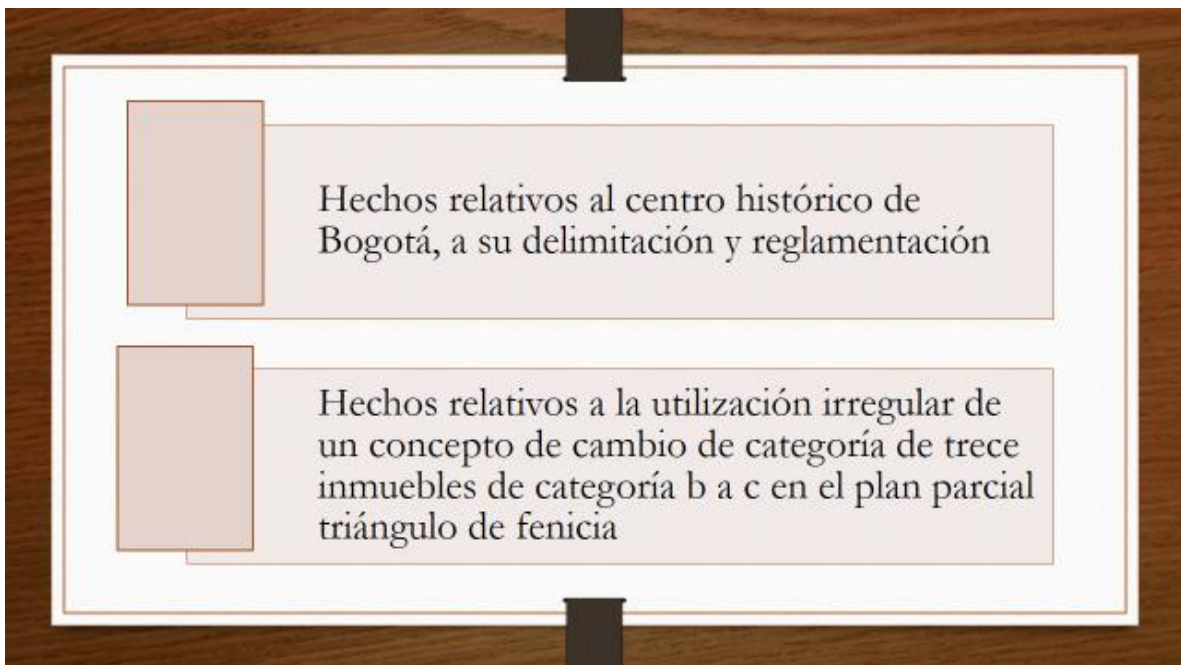 Hechos relativos al centro histórico de
Bogotá, a su delimitación y reglamentación
Hechos relativos a la utilización irregular de
un concepto de cambio de categoría de trece
inmuebles de categoría b a c en el plan parcial
triángulo de fenicia